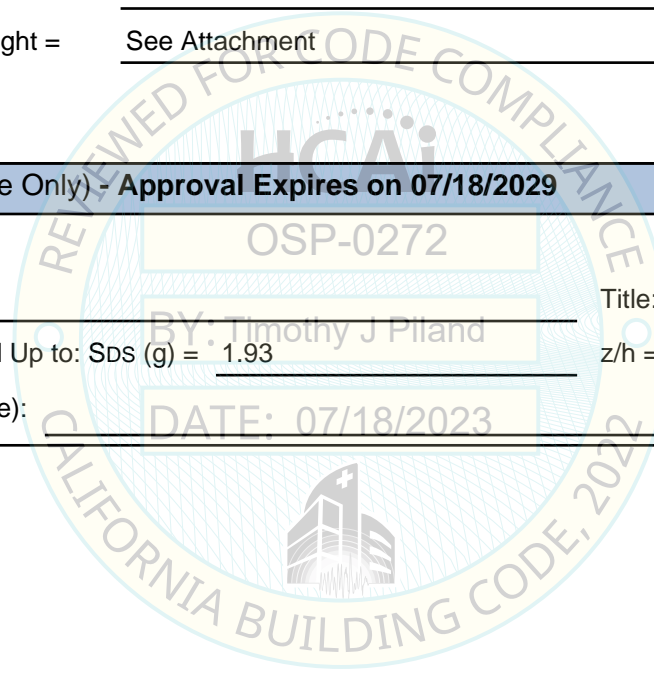 ght = See Attachment
REVIEWED FOR CODE COMPLIANCE
HCAi
e Only) - Approval Expires on 07/18/2029
OSP-0272
Title:
BY: Timothy J Piland
l Up to: SDS (g) = 1.93 z/h =
e):
DATE: 07/18/2023
CALIFORNIA BUILDING CODE, 2022